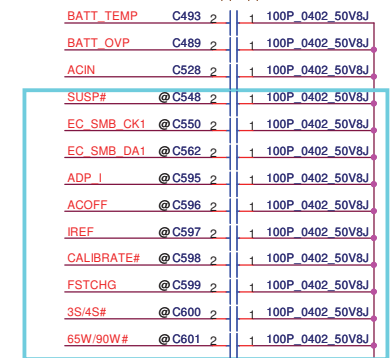 BATT_TEMP C493 2 1 100P_0402_50V8J
BATT_OVP C489 2 1 100P_0402_50V8J
ACIN C528 2 1 100P_0402_50V8J
SUSP# @C548 2 1 100P_0402_50V8J
EC_SMB_CK1 @C550 2 1 100P_0402_50V8J
EC_SMB_DA1 @C562 2 1 100P_0402_50V8J
ADP_I @C595 2 1 100P_0402_50V8J
ACOFF @C596 2 1 100P_0402_50V8J
IREF @C597 2 1 100P_0402_50V8J
CALIBRATE# @C598 2 1 100P_0402_50V8J
FSTCHG @C599 2 1 100P_0402_50V8J
3S/4S# @C600 2 1 100P_0402_50V8J
65W/90W# @C601 2 1 100P_0402_50V8J